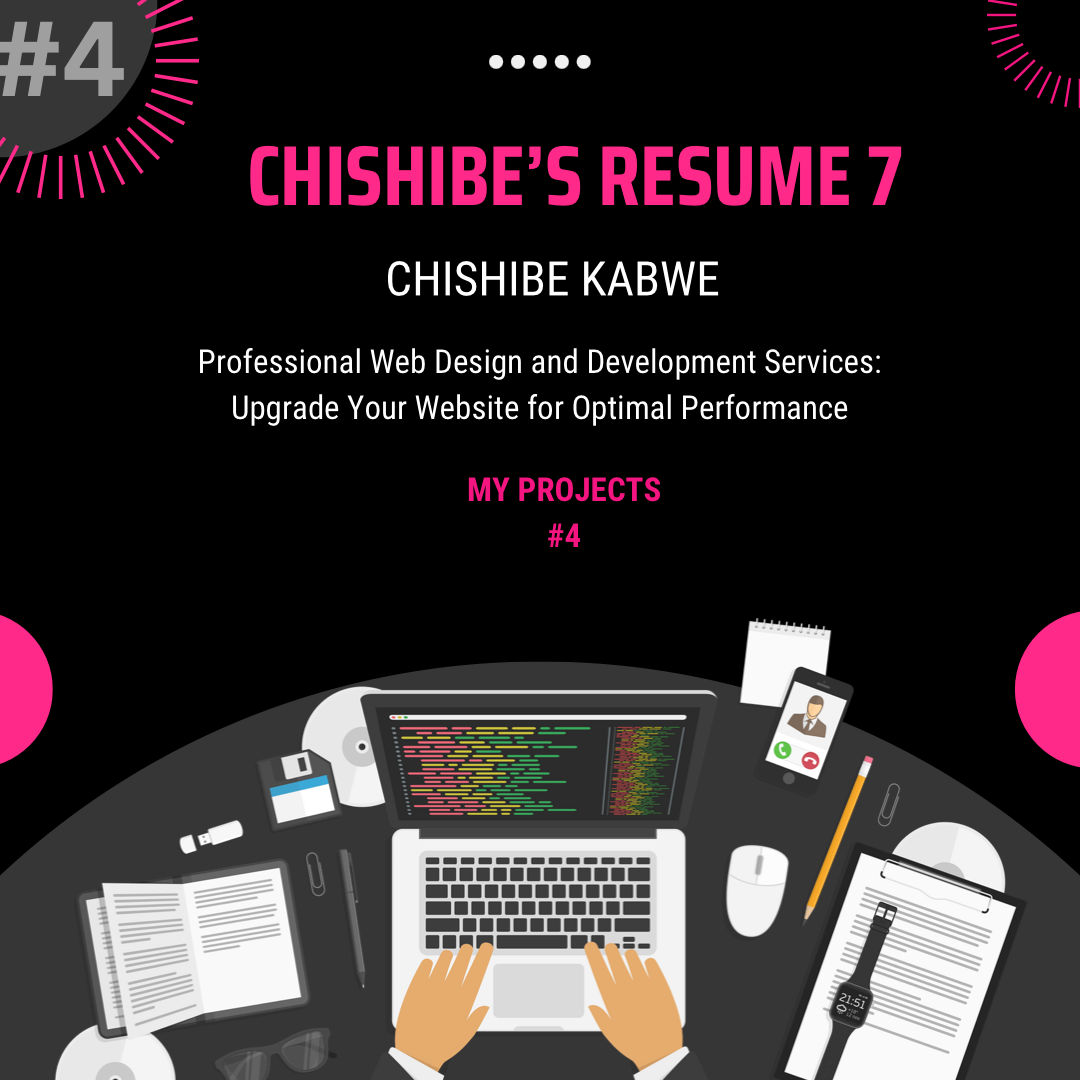 #4
CHISHIBE’S RESUME 7
CHISHIBE KABWE
Professional Web Design and Development Services:
Upgrade Your Website for Optimal Performance
MY PROJECTS
#4
21:51